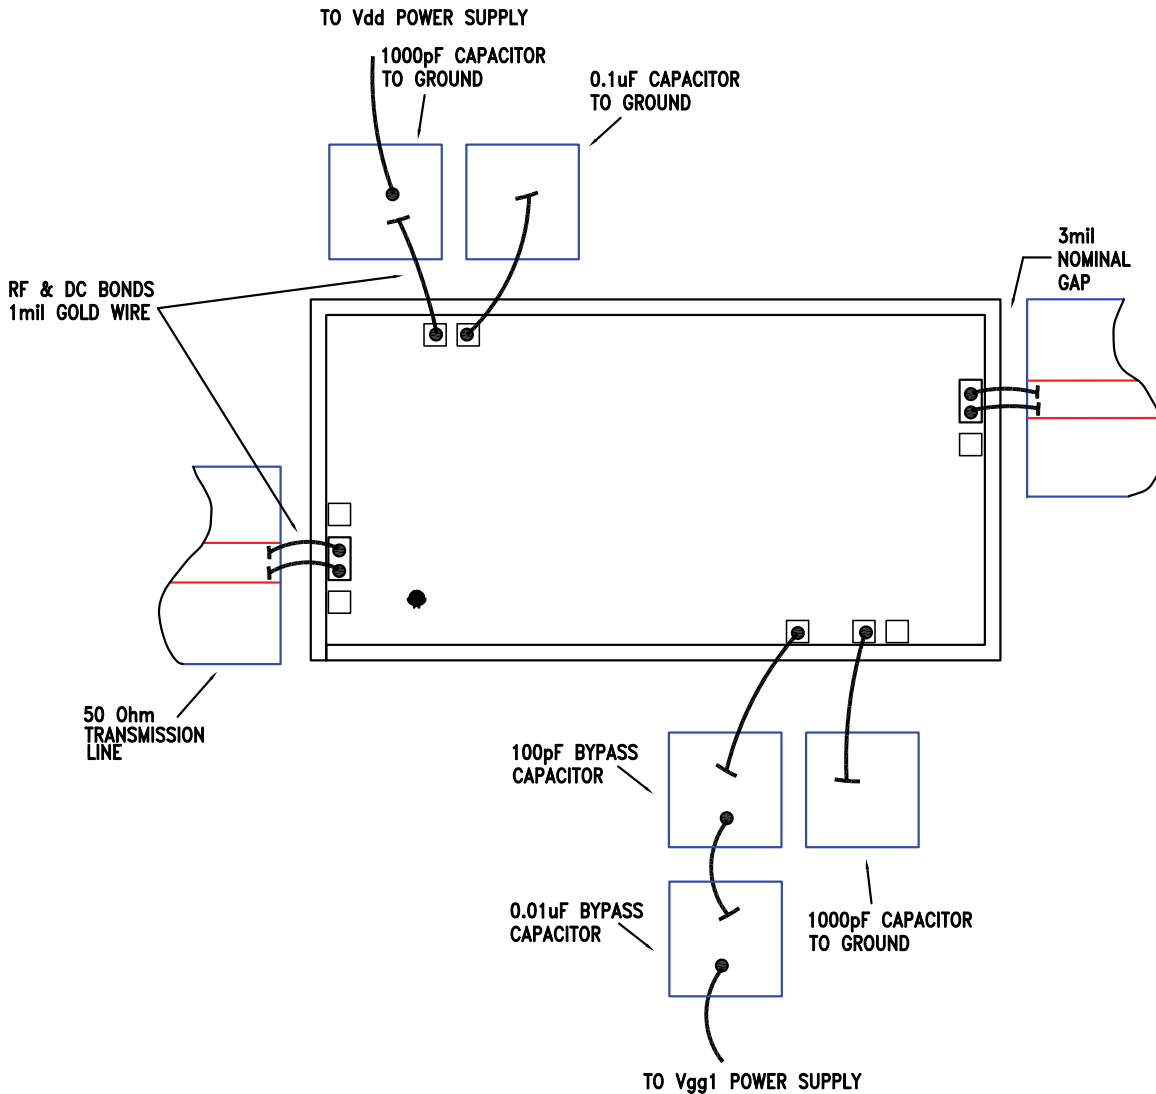 TO Vdd POWER SUPPLY
1000pF CAPACITOR
TO GROUND
0.1uF CAPACITOR
TO GROUND
3mil
NOMINAL
GAP
RF & DC BONDS
1mil GOLD WIRE
50 Ohm
TRANSMISSION
LINE
100pF BYPASS
CAPACITOR
0.01uF BYPASS
CAPACITOR
1000pF CAPACITOR
TO GROUND
TO Vgg1 POWER SUPPLY